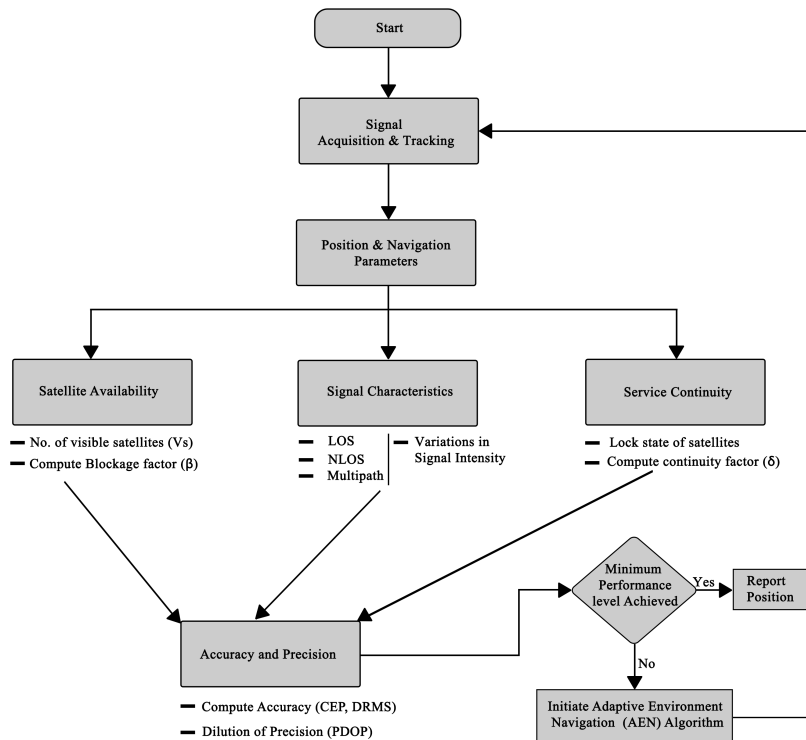 Start
Signal
Acquisition & Tracking
Position & Navigation
Parameters
Satellite Availability
Signal Characteristics
Service Continuity
No. of visible satellites (Vs)
Compute Blockage factor (β)
LOS
NLOS
Multipath
Variations in
Signal Intensity
Lock state of satellites
Compute continuity factor (δ)
Minimum
Performance
level Achieved
Yes
Report
Position
No
Accuracy and Precision
Compute Accuracy (CEP, DRMS)
Dilution of Precision (PDOP)
Initiate Adaptive Environment
Navigation (AEN) Algorithm